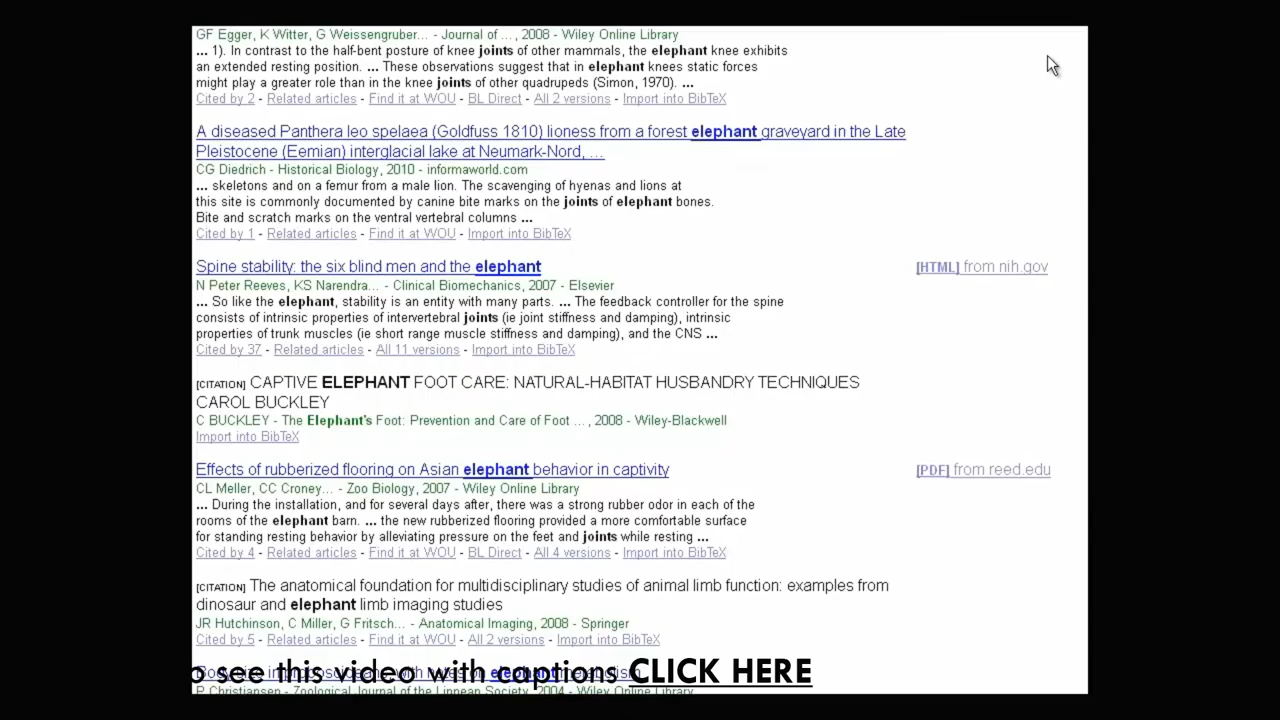 GF Egger, K Witter, G Weissengruber... - Journal of ..., 2008 - Wiley Online Library
... 1). In contrast to the half-bent posture of knee joints of other mammals, the elephant knee exhibits
an extended resting position. ... These observations suggest that in elephant knees static forces
might play a greater role than in the knee joints of other quadrupeds (Simon, 1970). ...
Cited by 2 - Related articles - Find it at WOU - BL Direct - All 2 versions - Import into BibTeX
A diseased Panthera leo spelaea (Goldfuss 1810) lioness from a forest elephant graveyard in the Late
Pleistocene (Eemian) interglacial lake at Neumark-Nord, ...
CG Diedrich - Historical Biology, 2010 - informaworld.com
... skeletons and on a femur from a male lion. The scavenging of hyenas and lions at
this site is commonly documented by canine bite marks on the joints of elephant bones.
Bite and scratch marks on the ventral vertebral columns ...
Cited by 1 - Related articles - Find it at WOU - Import into BibTeX
Spine stability: the six blind men and the elephant [HTML] from nih.gov
N Peter Reeves, KS Narendra... - Clinical Biomechanics, 2007 - Elsevier
... So like the elephant, stability is an entity with many parts. ... The feedback controller for the spine
consists of intrinsic properties of intervertebral joints (ie joint stiffness and damping), intrinsic
properties of trunk muscles (ie short range muscle stiffness and damping), and the CNS ...
Cited by 37 - Related articles - All 11 versions - Import into BibTeX
[CITATION] CAPTIVE ELEPHANT FOOT CARE: NATURAL-HABITAT HUSBANDRY TECHNIQUES
CAROL BUCKLEY
C BUCKLEY - The Elephant's Foot: Prevention and Care of Foot ..., 2008 - Wiley-Blackwell
Import into BibTeX
Effects of rubberized flooring on Asian elephant behavior in captivity [PDF] from reed.edu
CL Meller, CC Croney... - Zoo Biology, 2007 - Wiley Online Library
... During the installation, and for several days after, there was a strong rubber odor in each of the
rooms of the elephant barn. ... the new rubberized flooring provided a more comfortable surface
for standing resting behavior by alleviating pressure on the feet and joints while resting ...
Cited by 4 - Related articles - Find it at WOU - BL Direct - All 4 versions - Import into BibTeX
[CITATION] The anatomical foundation for multidisciplinary studies of animal limb function: examples from
dinosaur and elephant limb imaging studies
JR Hutchinson, C Miller, G Fritsch... - Anatomical Imaging, 2008 - Springer
Cited by 5 - Related articles - Find it at WOU - All 2 versions - Import into BibTeX
Body size in proboscideans, with notes on elephant metabolism
o see this video with captions CLICK HERE
P Christiansen - Zoological Journal of the Linnean Society, 2004 - Wiley Online Library